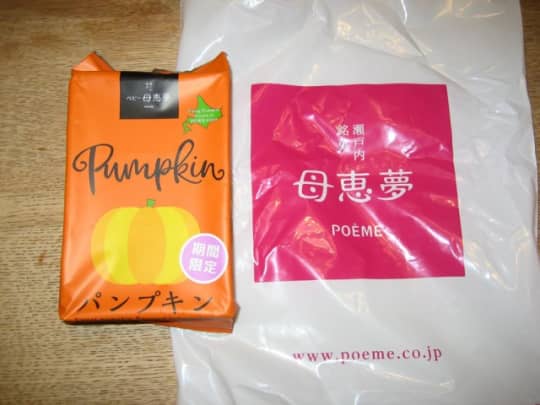 ベビー母恵夢
Pumpkin
期間
限定
パンプキン
瀬戸内
銘菓
母恵夢
POÈME
www.poeme.co.jp